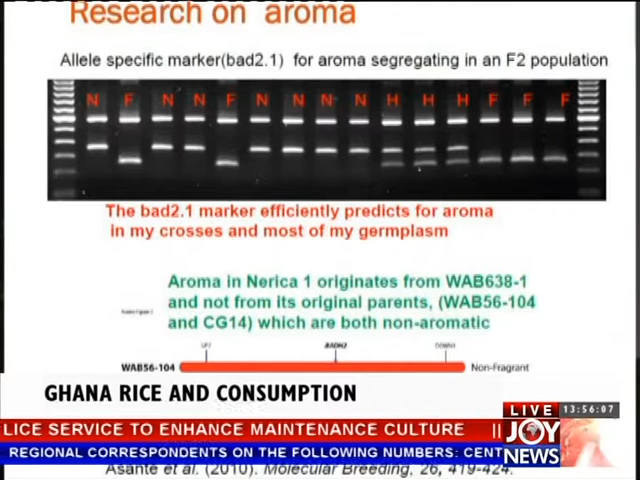 Research on aroma
Allele specific marker(bad2.1) for aroma segregating in an F2 population
N F N N F N N N N H H H F F F
The bad2.1 marker efficiently predicts for aroma
in my crosses and most of my germplasm
Aroma in Nerica 1 originates from WAB638-1
and not from its original parents, (WAB56-104
and CG14) which are both non-aromatic
BADH2
WAB56-104 Non-Fragrant
GHANA RICE AND CONSUMPTION
LIVE 13:56:07
LICE SERVICE TO ENHANCE MAINTENANCE CULTURE ||
JOY
NEWS
REGIONAL CORRESPONDENTS ON THE FOLLOWING NUMBERS: CENT
Asante et al. (2010). Molecular Breeding, 26, 419-424.